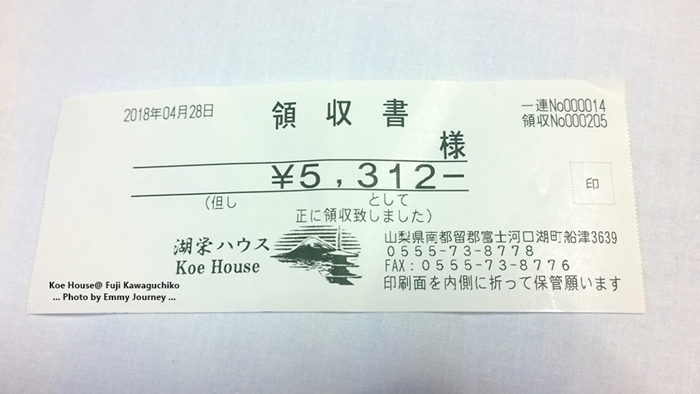 2018年04月28日
領収書
一連No000014
領収No000205
様
¥5,312-
印
(但し として
正に領収致しました)
湖栄ハウス
Koe House
山梨県南都留郡富士河口湖町船津3639
0555-73-8778
FAX:0555-73-8776
印刷面を内側に折って保管願います
Koe House@ Fuji Kawaguchiko
... Photo by Emmy Journey ...